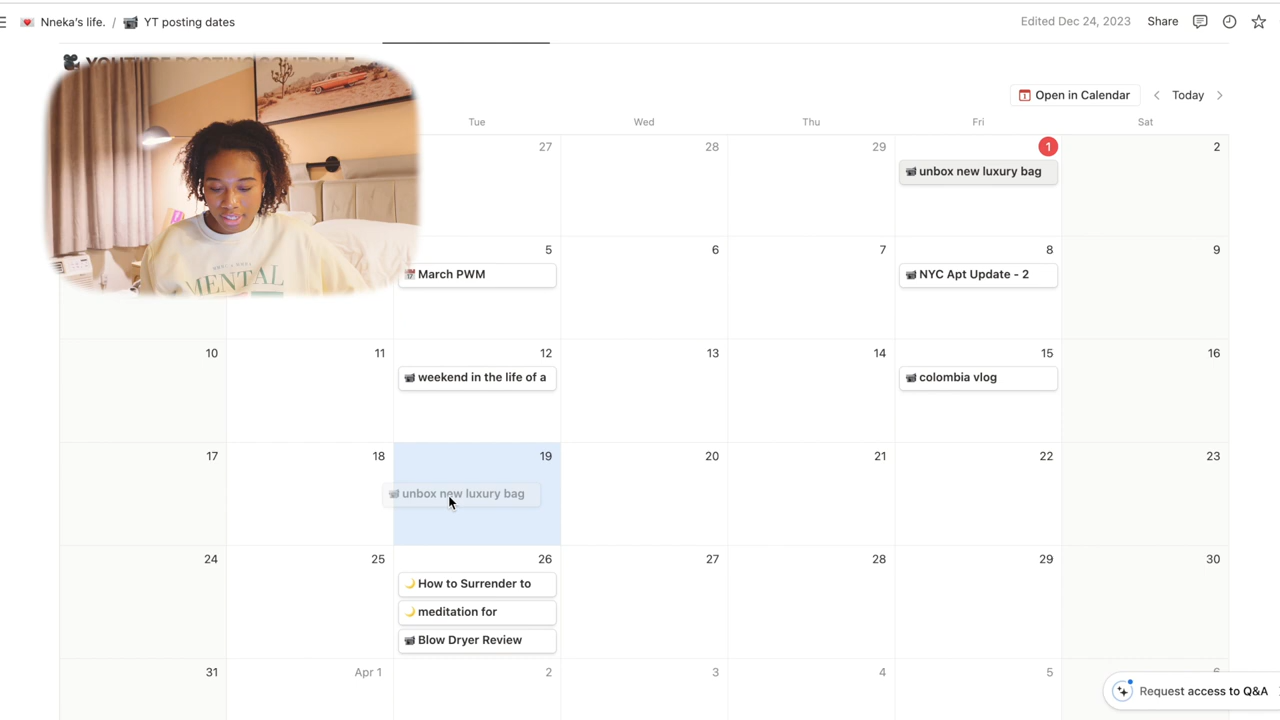 Nneka's life. / YT posting dates
Edited Dec 24, 2023 Share
YOUTUBE POSTING SCHEDULE
Open in Calendar Today
Tue Wed Thu Fri Sat
27 28 29 1 2
unbox new luxury bag
5 6 7 8 9
March PWM NYC Apt Update - 2
MENTAL
10 11 12 13 14 15 16
weekend in the life of a colombia vlog
17 18 19 20 21 22 23
unbox new luxury bag
24 25 26 27 28 29 30
How to Surrender to
meditation for
Blow Dryer Review
31 Apr 1 2 3 4 5 6
Request access to Q&A